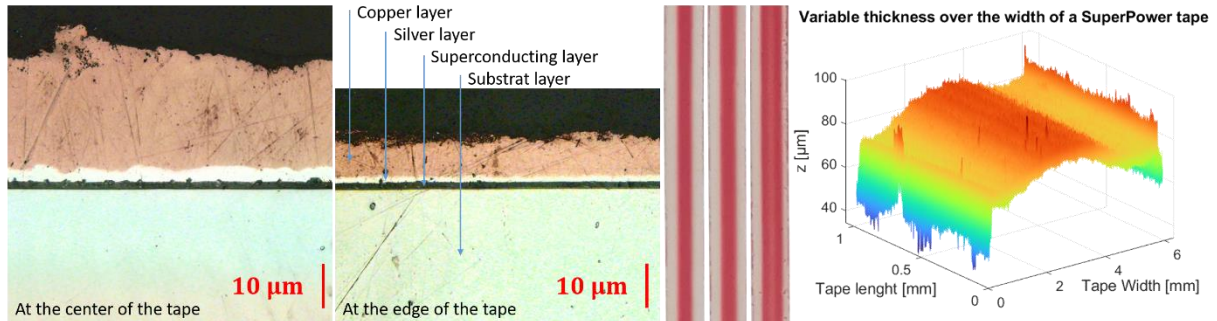 Copper layer
Silver layer
Superconducting layer
Substrat layer
10 μm
At the center of the tape
10 μm
At the edge of the tape
Variable thickness over the width of a SuperPower tape
100
80
60
40
z [μm]
1
0.5
0
Tape lenght [mm]
0
2
4
6
Tape Width [mm]